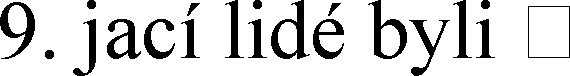 9. jací lidé byli □